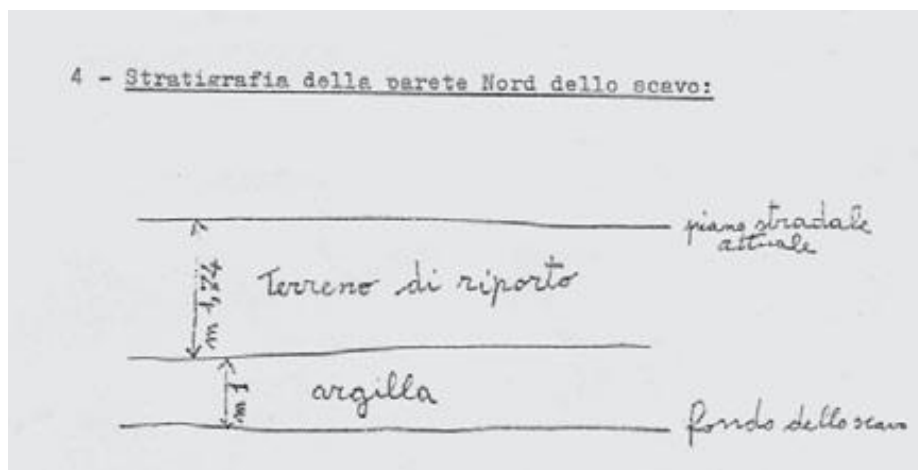 4 - Stratigrafia della parete Nord dello scavo:
piano stradale
attuale
m 1,74
Terreno di riporto
m 1
argilla
fondo dello scavo